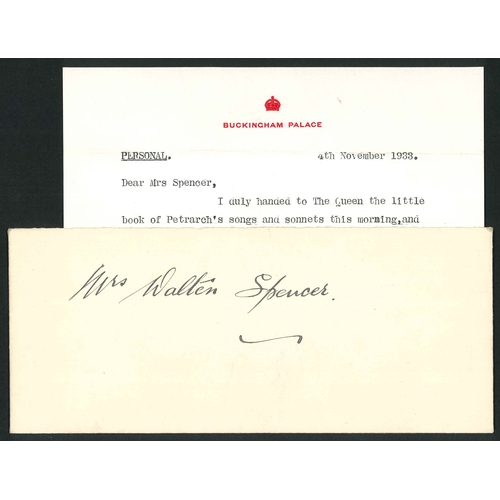 BUCKINGHAM PALACE
PERSONAL. 4th November 1933.
Dear Mrs Spencer,
I duly handed to The Queen the little
book of Petrarch's songs and sonnets this morning,and
Mrs Walten Spencer.